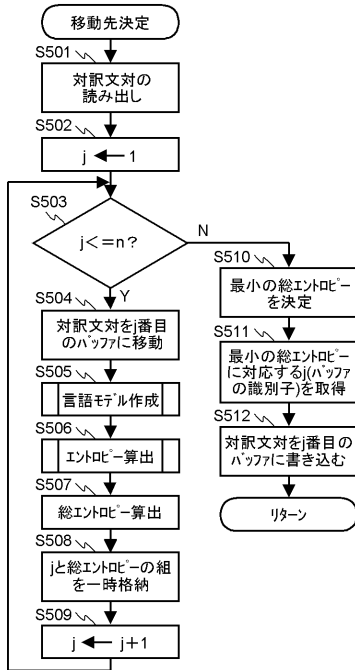 移動先決定
S501
対訳文対の
読み出し
S502
j ← 1
S503
j<=n?
N
Y
S504
対訳文対をj番目
のバッファに移動
S505
言語モデル作成
S506
エントロピー算出
S507
総エントロピー算出
S508
jと総エントロピーの組
を一時格納
S509
j ← j+1
S510
最小の総エントロピー
を決定
S511
最小の総エントロピー
に対応するj(バッファ
の識別子)を取得
S512
対訳文対をj番目の
バッファに書き込む
リターン